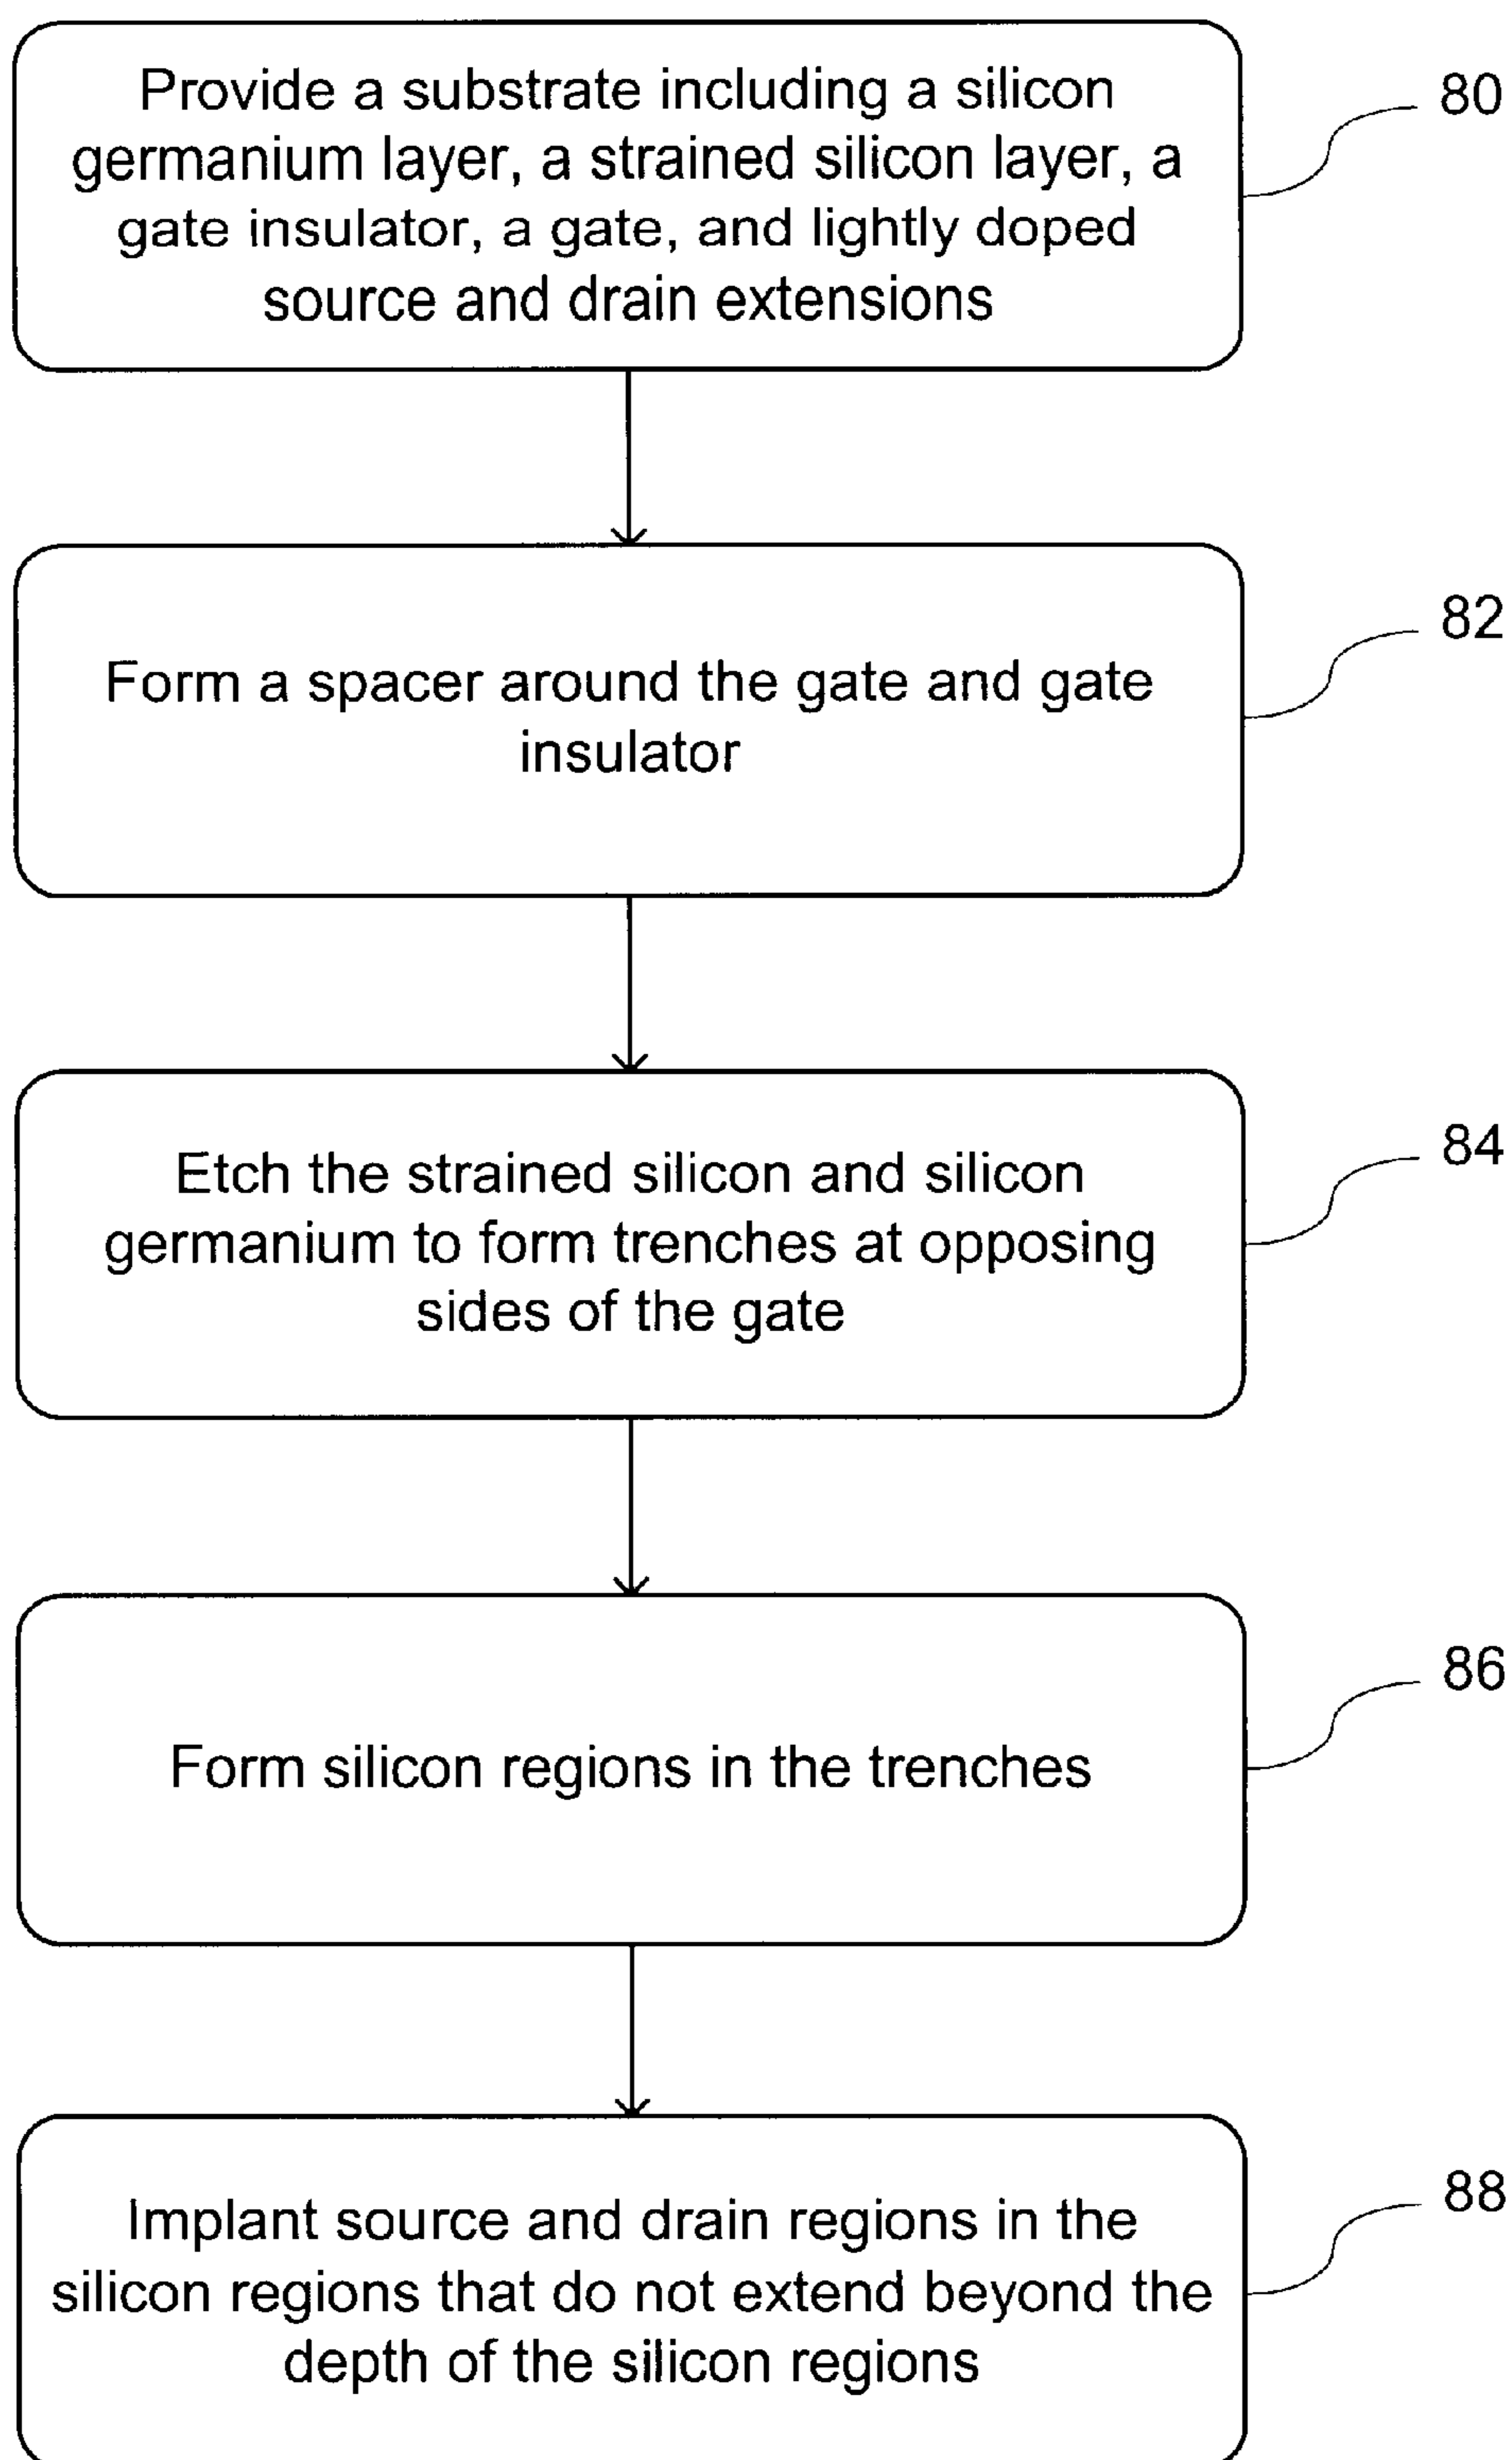 Provide a substrate including a silicon
germanium layer, a strained silicon layer, a
gate insulator, a gate, and lightly doped
source and drain extensions
80
Form a spacer around the gate and gate
insulator
82
Etch the strained silicon and silicon
germanium to form trenches at opposing
sides of the gate
84
Form silicon regions in the trenches
86
Implant source and drain regions in the
silicon regions that do not extend beyond the
depth of the silicon regions
88